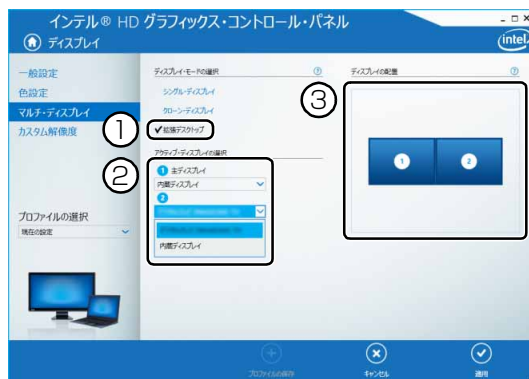 インテル® HD グラフィックス・コントロール・パネル
ディスプレイ
intel
一般設定
色設定
マルチ・ディスプレイ
カスタム解像度
プロファイルの選択
現在の設定
ディスプレイ・モードの選択
シングル・ディスプレイ
クローン・ディスプレイ
① ✔拡張デスクトップ
アクティブ・ディスプレイの選択
②
1 主ディスプレイ
内蔵ディスプレイ
2
内蔵ディスプレイ
ディスプレイの配置
③
1 2
プロファイルの保存
キャンセル
適用